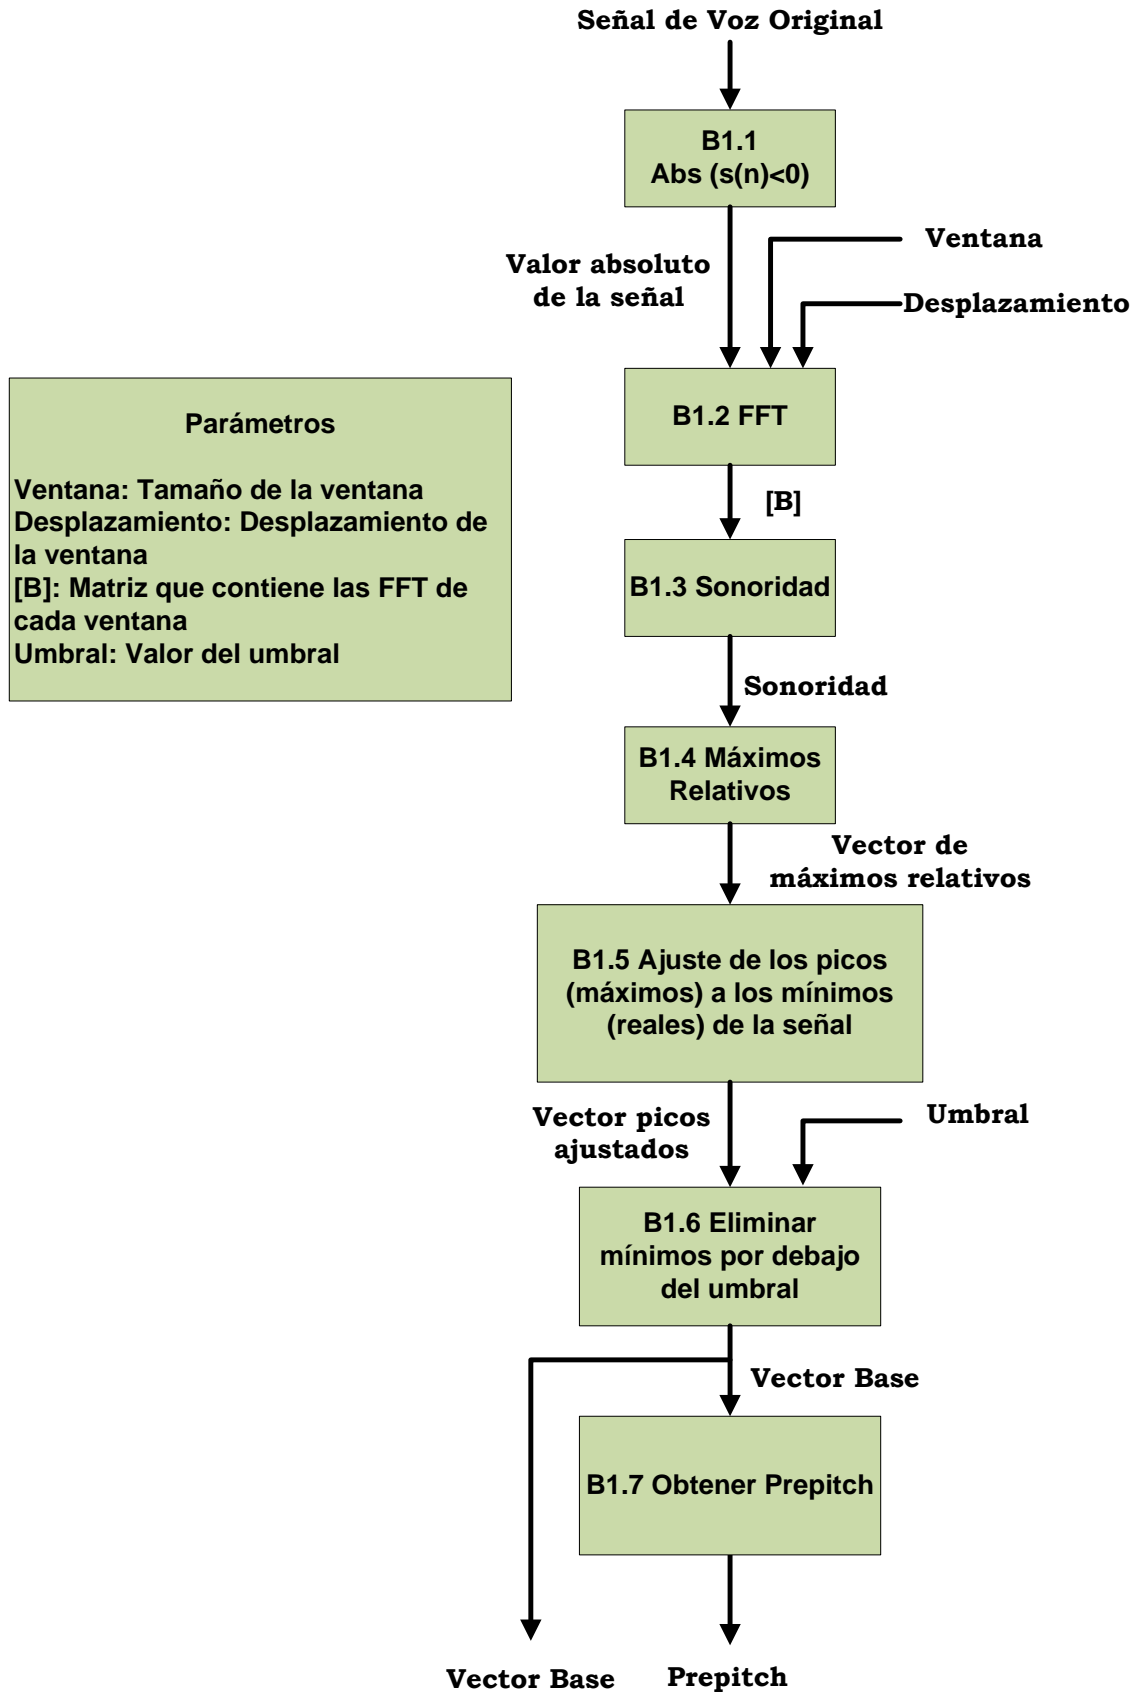 Señal de Voz Original
B1.1
Abs (s(n)<0)
Ventana
Valor absoluto
de la señal
Desplazamiento
B1.2 FFT
Parámetros
Ventana: Tamaño de la ventana
Desplazamiento: Desplazamiento de
la ventana
[B]: Matriz que contiene las FFT de
cada ventana
Umbral: Valor del umbral
[B]
B1.3 Sonoridad
Sonoridad
B1.4 Máximos
Relativos
Vector de
máximos relativos
B1.5 Ajuste de los picos
(máximos) a los mínimos
(reales) de la señal
Vector picos
ajustados
Umbral
B1.6 Eliminar
mínimos por debajo
del umbral
Vector Base
B1.7 Obtener Prepitch
Vector Base
Prepitch